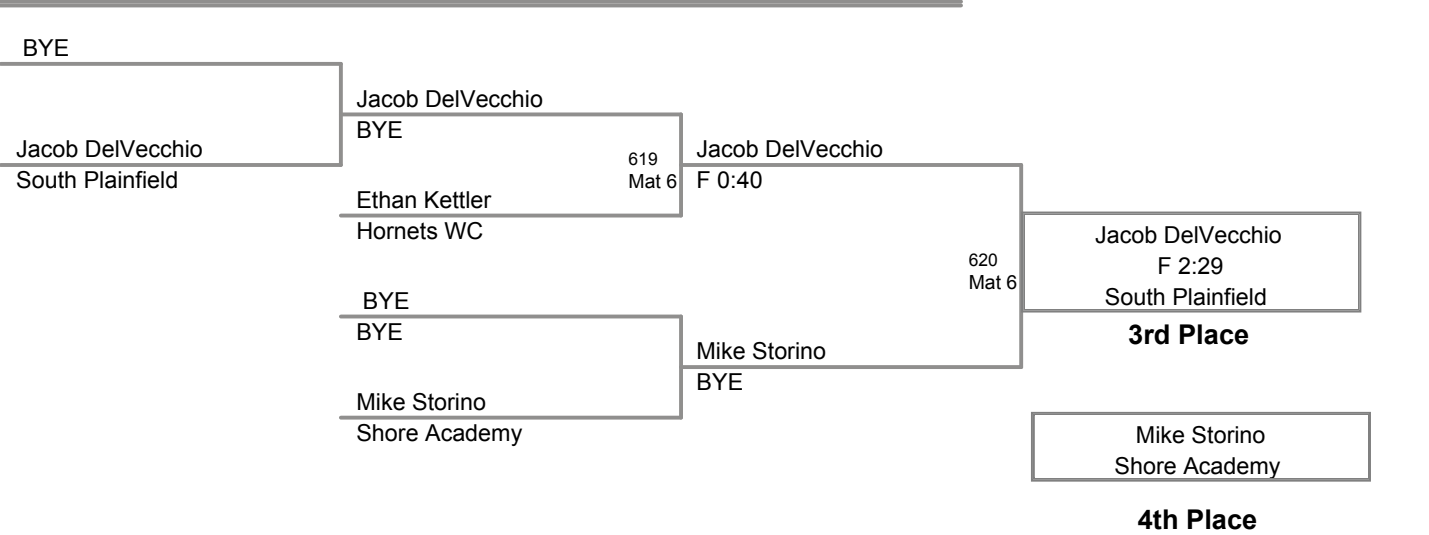 BYE
Jacob DelVecchio
BYE
Jacob DelVecchio
South Plainfield
619
Mat 6
Jacob DelVecchio
F 0:40
Ethan Kettler
Hornets WC
Jacob DelVecchio
F 2:29
South Plainfield
620
Mat 6
BYE
BYE
3rd Place
Mike Storino
BYE
Mike Storino
Shore Academy
Mike Storino
Shore Academy
4th Place